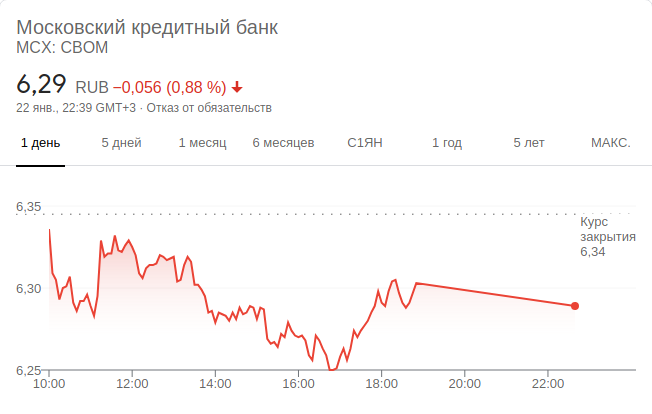 Московский кредитный банк
MCX: CBOM
6,29 RUB −0,056 (0,88 %)
22 янв., 22:39 GMT+3 · Отказ от обязательств
1 день 5 дней 1 месяц 6 месяцев С1ЯН 1 год 5 лет МАКС.
6,35
Курс
закрытия
6,34
6,30
6,25
10:00 12:00 14:00 16:00 18:00 20:00 22:00